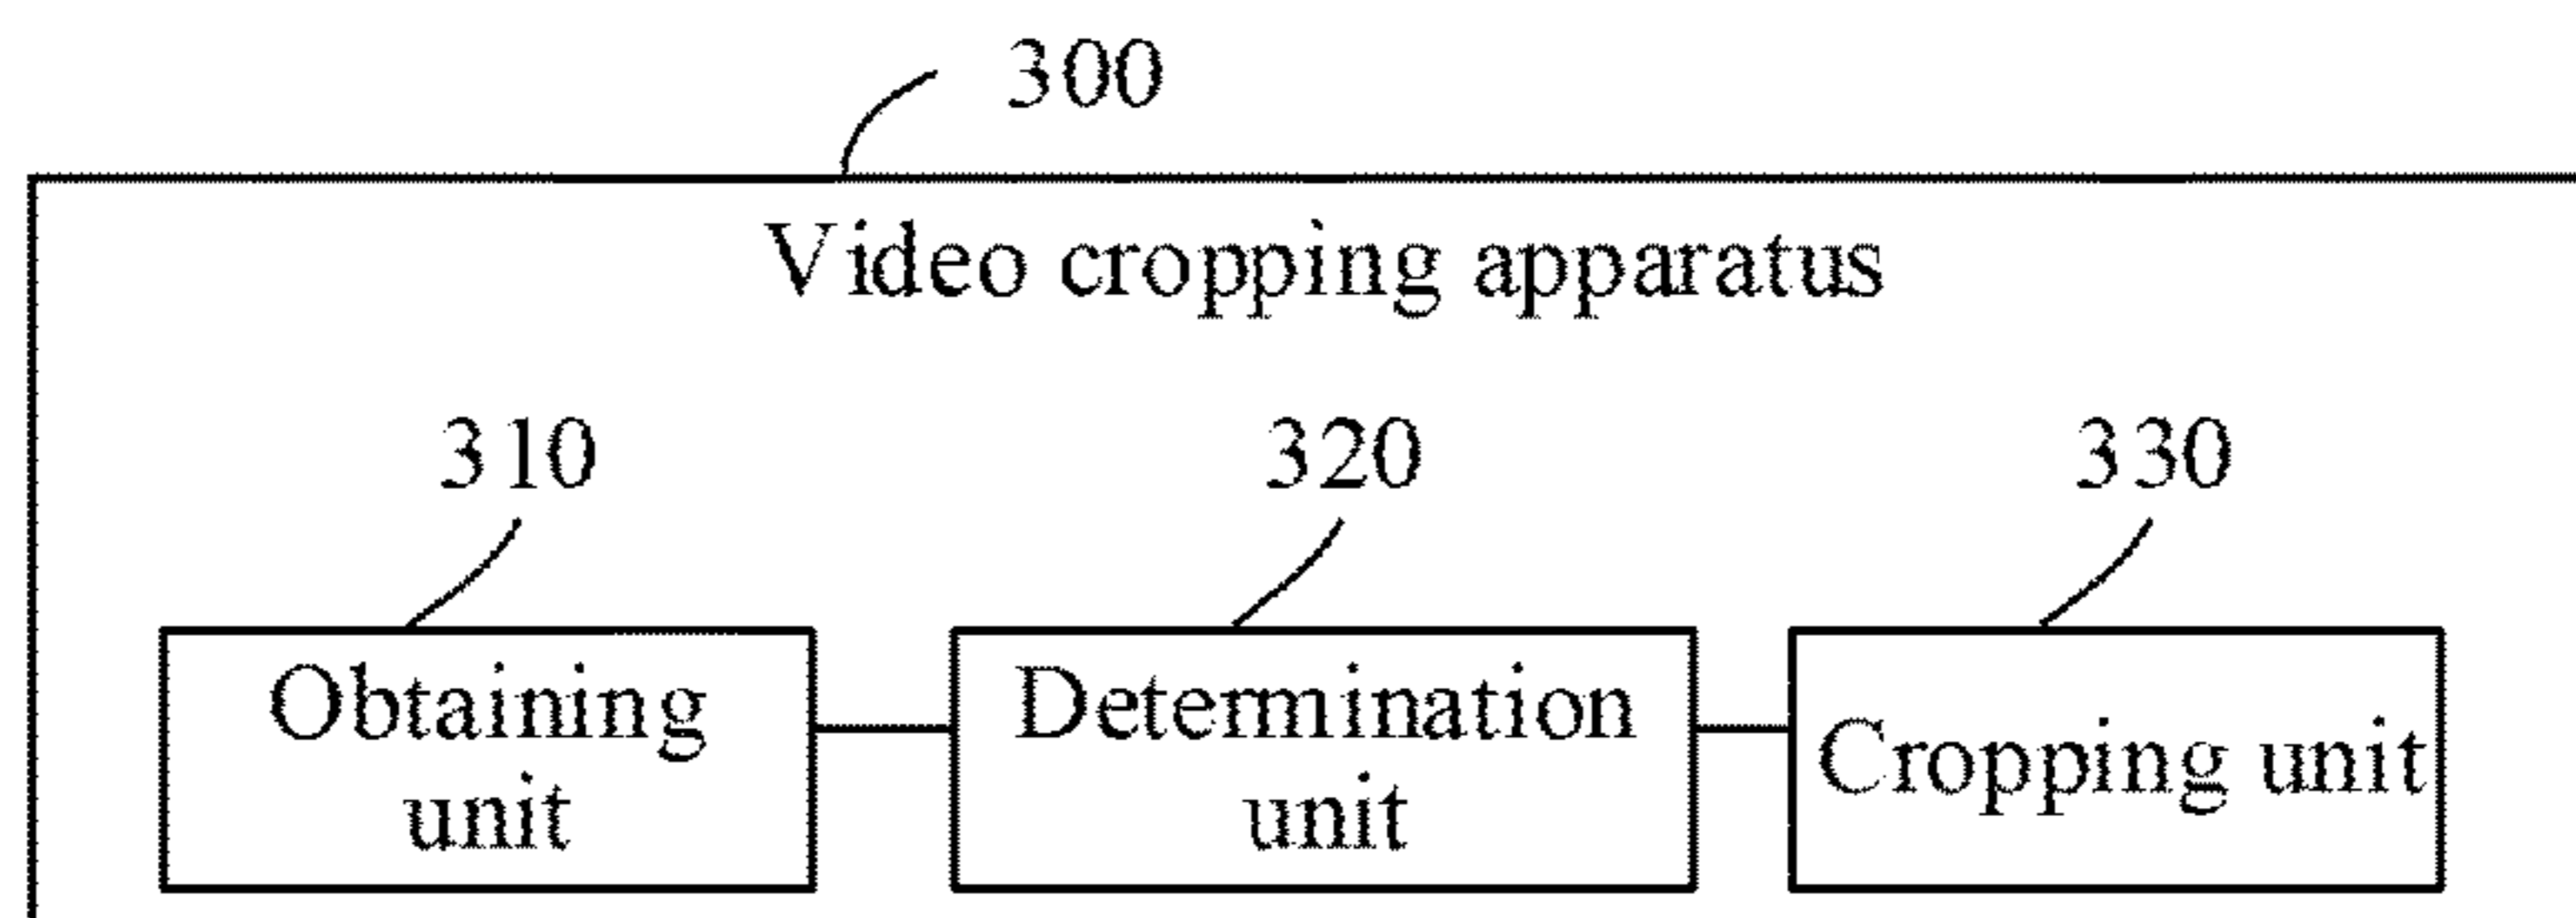 300
Video cropping apparatus
310
320
330
Obtaining
unit
Determination
unit
Cropping unit